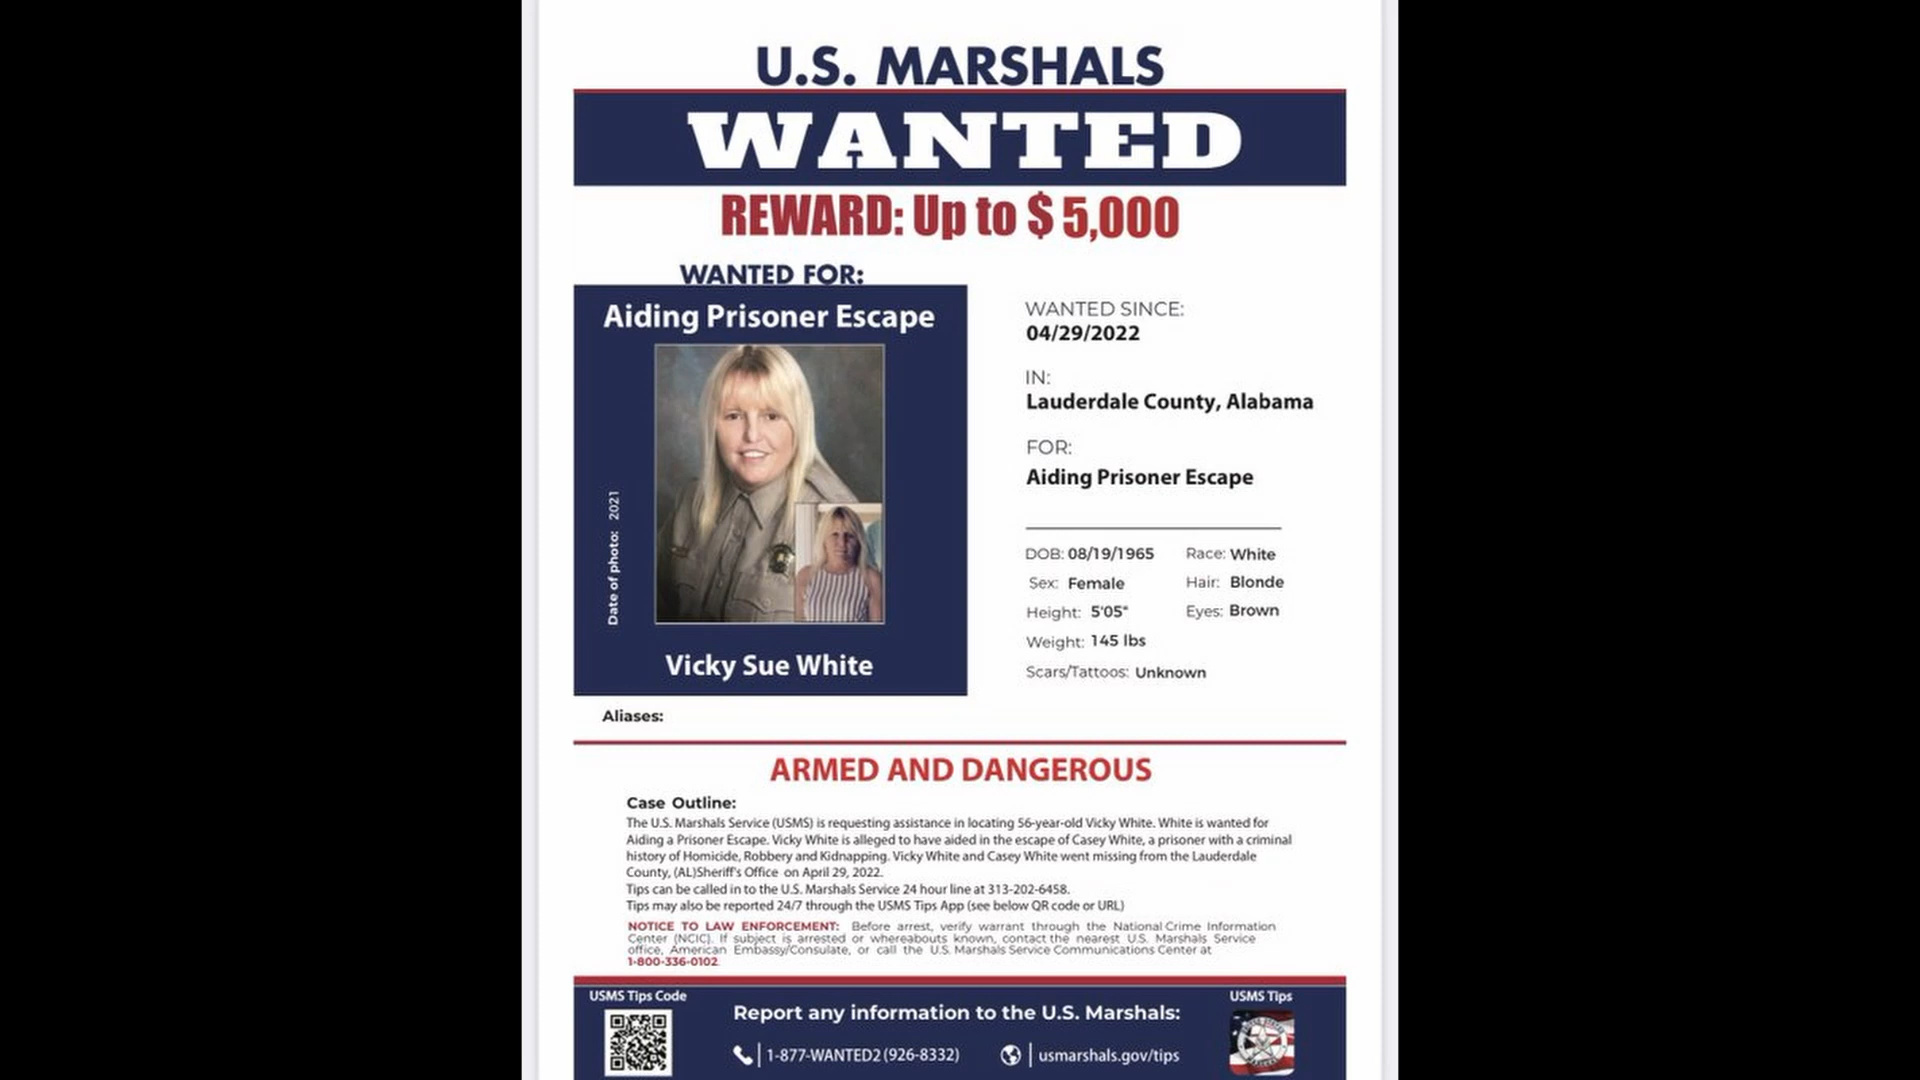 U.S. MARSHALS
WANTED
REWARD: Up to $ 5,000
WANTED FOR:
Aiding Prisoner Escape
Date of photo: 2021
Vicky Sue White
WANTED SINCE:
04/29/2022
IN:
Lauderdale County, Alabama
FOR:
Aiding Prisoner Escape
DOB: 08/19/1965 Race: White
Sex: Female Hair: Blonde
Height: 5'05" Eyes: Brown
Weight: 145 lbs
Scars/Tattoos: Unknown
Aliases:
ARMED AND DANGEROUS
Case Outline:
The U.S. Marshals Service (USMS) is requesting assistance in locating 56-year-old Vicky White. White is wanted for
Aiding a Prisoner Escape. Vicky White is alleged to have aided in the escape of Casey White, a prisoner with a criminal
history of Homicide, Robbery and Kidnapping. Vicky White and Casey White went missing from the Lauderdale
County, (AL)Sheriff's Office on April 29, 2022.
Tips can be called in to the U.S. Marshals Service 24 hour line at 313-202-6458.
Tips may also be reported 24/7 through the USMS Tips App (see below QR code or URL)
NOTICE TO LAW ENFORCEMENT: Before arrest, verify warrant through the National Crime Information
Center (NCIC). If subject is arrested or whereabouts known, contact the nearest U.S. Marshals Service
office, American Embassy/Consulate, or call the U.S. Marshals Service Communications Center at
1-800-336-0102.
USMS Tips Code
Report any information to the U.S. Marshals:
1-877-WANTED2 (926-8332)
usmarshals.gov/tips
USMS Tips